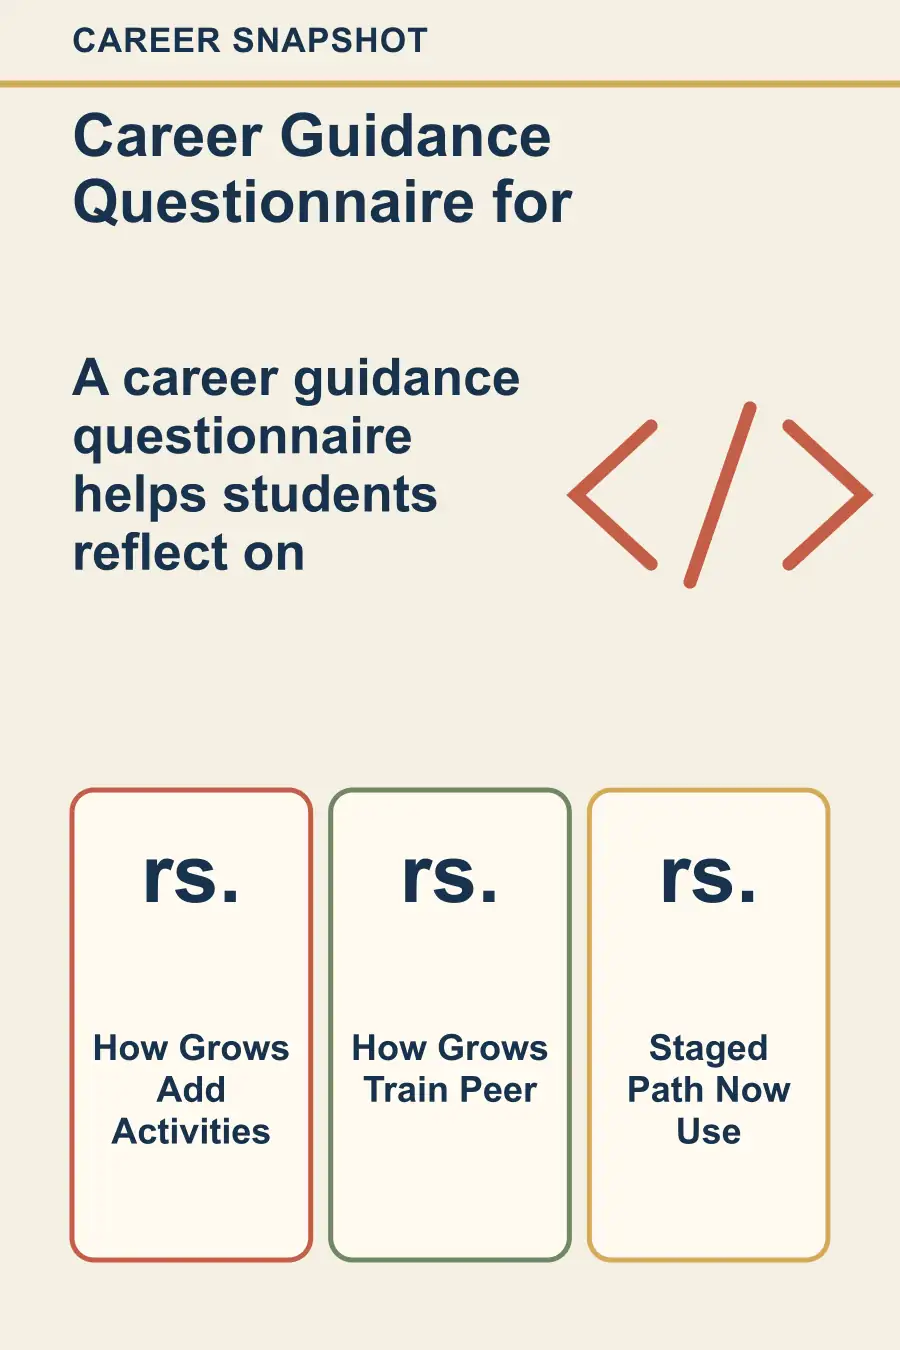 CAREER SNAPSHOT
Career Guidance
Questionnaire for
A career guidance
questionnaire
helps students
reflect on
rs.
How Grows
Add
Activities
rs.
How Grows
Train Peer
rs.
Staged
Path Now
Use